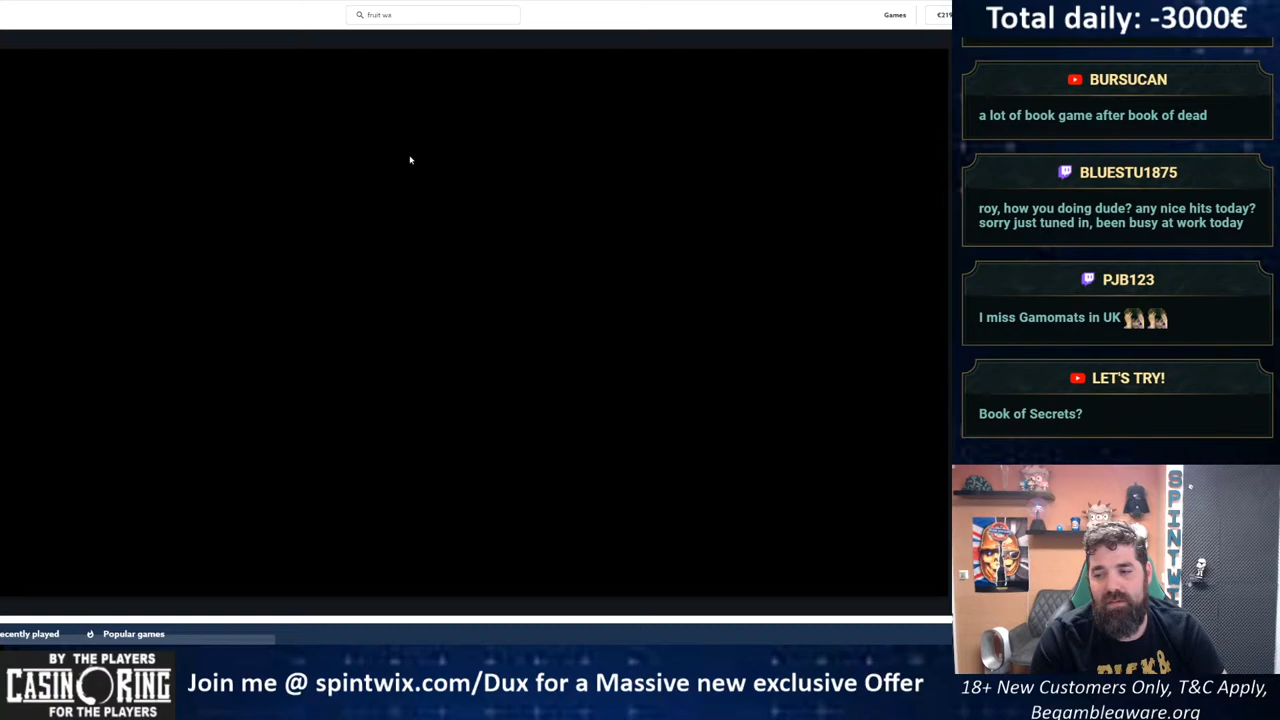 fruit wa
Games
€219
Total daily: -3000€
BURSUCAN
a lot of book game after book of dead
BLUESTU1875
roy, how you doing dude? any nice hits today?
sorry just tuned in, been busy at work today
PJB123
I miss Gamomats in UK
LET'S TRY!
Book of Secrets?
SPINTWI
ecently played
Popular games
BY THE PLAYERS
CASINORING
FOR THE PLAYERS
Join me @ spintwix.com/Dux for a Massive new exclusive Offer
18+ New Customers Only, T&C Apply,
Begambleaware.org